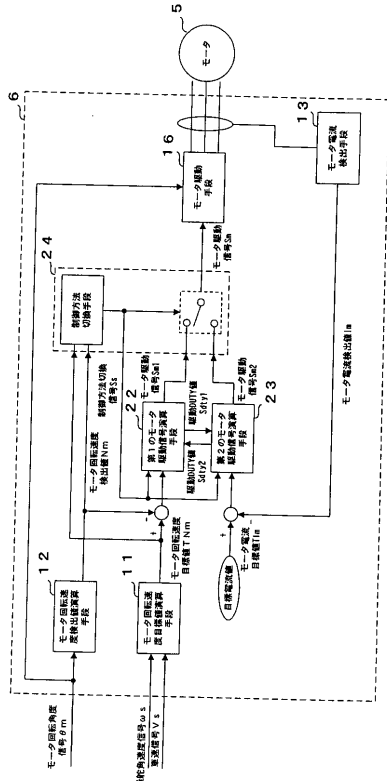 6
5
モータ
16
モータ駆動
手段
13
モータ電流
検出手段
24
制御方法
切換手段
モータ駆動
信号Sm
制御方法切換
信号Ss
モータ回転速度
検出値Nm
モータ駆動
信号Sm1
モータ駆動
信号Sm2
22
第1のモータ
駆動信号演算
手段
駆動DUTY値
Sdty1
駆動DUTY値
Sdty2
第2のモータ
駆動信号演算
手段
23
モータ電流検出値Im
12
モータ回転速
度検出値演算
手段
11
モータ回転速
度目標値演算
手段
+
-
モータ回転速度
目標値TNm
+
-
モータ電流
目標値TIm
目標電流値
モータ回転角度
信号θm
舵角速度信号ωs
車速信号Vs